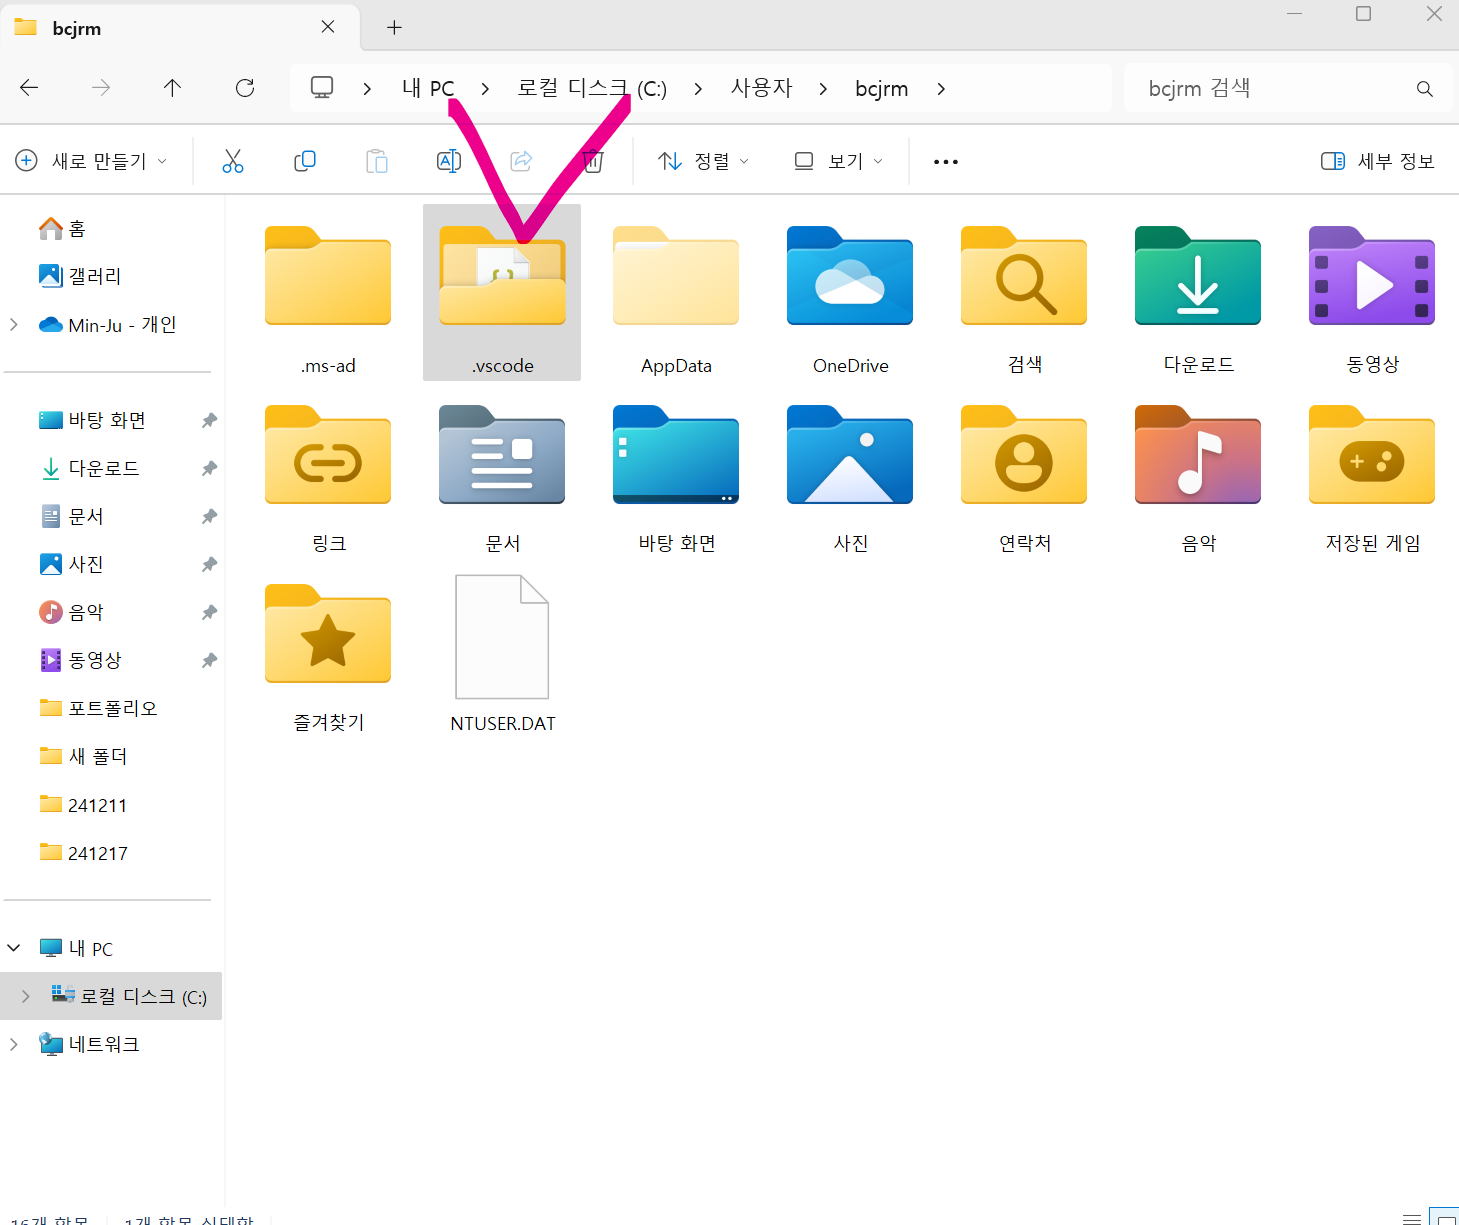 bcjrm
내 PC 로컬 디스크 (C:) 사용자 bcjrm
bcjrm 검색
새로 만들기
정렬
보기
세부 정보
홈
갤러리
Min-Ju - 개인
바탕 화면
다운로드
문서
사진
음악
동영상
포트폴리오
새 폴더
241211
241217
내 PC
로컬 디스크 (C:)
네트워크
.ms-ad
.vscode
AppData
OneDrive
검색
다운로드
동영상
링크
문서
바탕 화면
사진
연락처
음악
저장된 게임
즐겨찾기
NTUSER.DAT
16개 항목
1개 항목 선택함